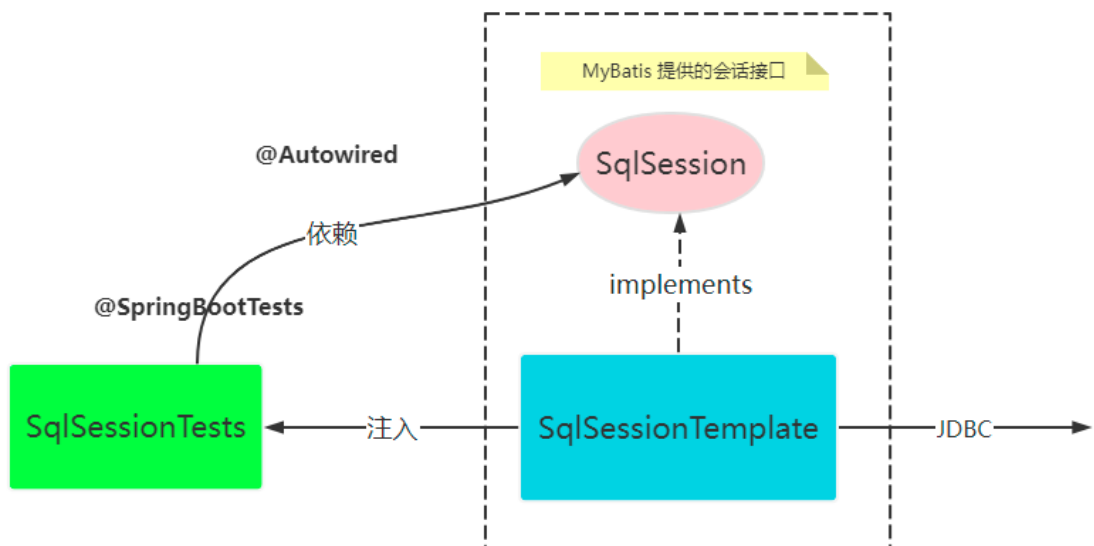 MyBatis 提供的会话接口
@Autowired
SqlSession
依赖
implements
@SpringBootTests
SqlSessionTests
注入
SqlSessionTemplate
JDBC